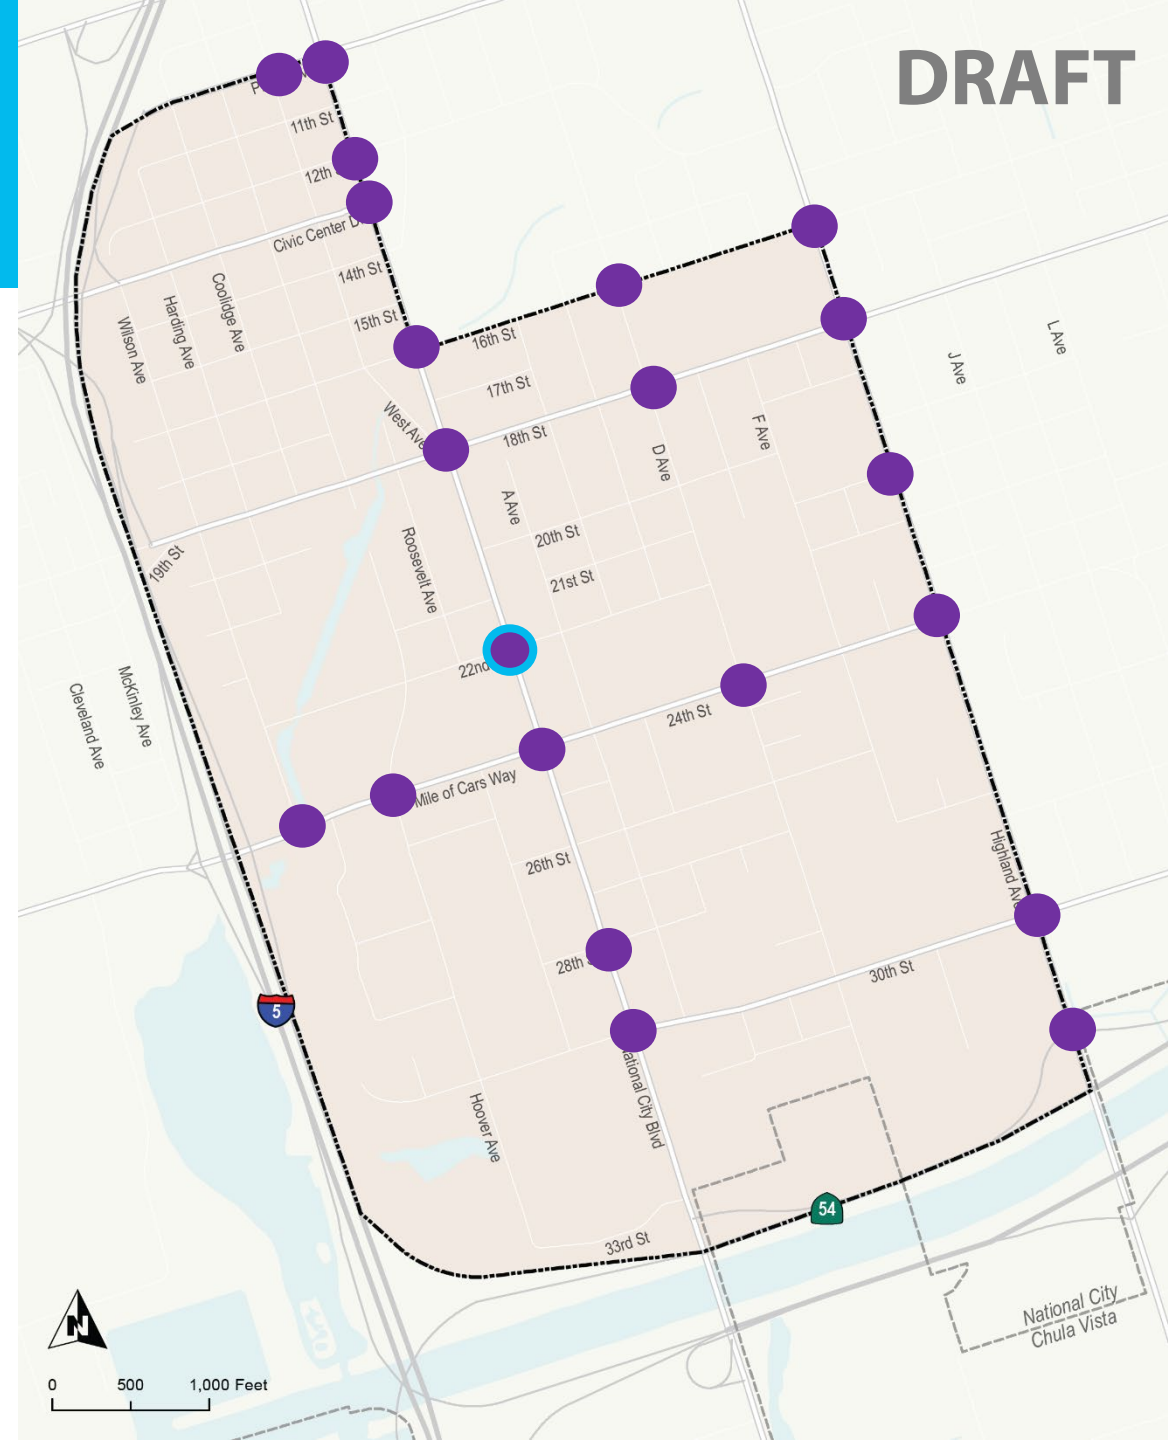 DRAFT
11th St
12th
Civic Center D
14th St
15th St
16th St
17th St
18th St
Coolidge Ave
Harding Ave
Wilson Ave
West Ave
L Ave
J Ave
F Ave
D Ave
A Ave
20th St
21st St
19th St
Roosevelt Ave
22nd
McKinley Ave
Cleveland Ave
24th St
Mile of Cars Way
26th St
Highland Ave
28th
30th St
5
National City Blvd
Hoover Ave
54
33rd St
National City
Chula Vista
N
0 500 1,000 Feet